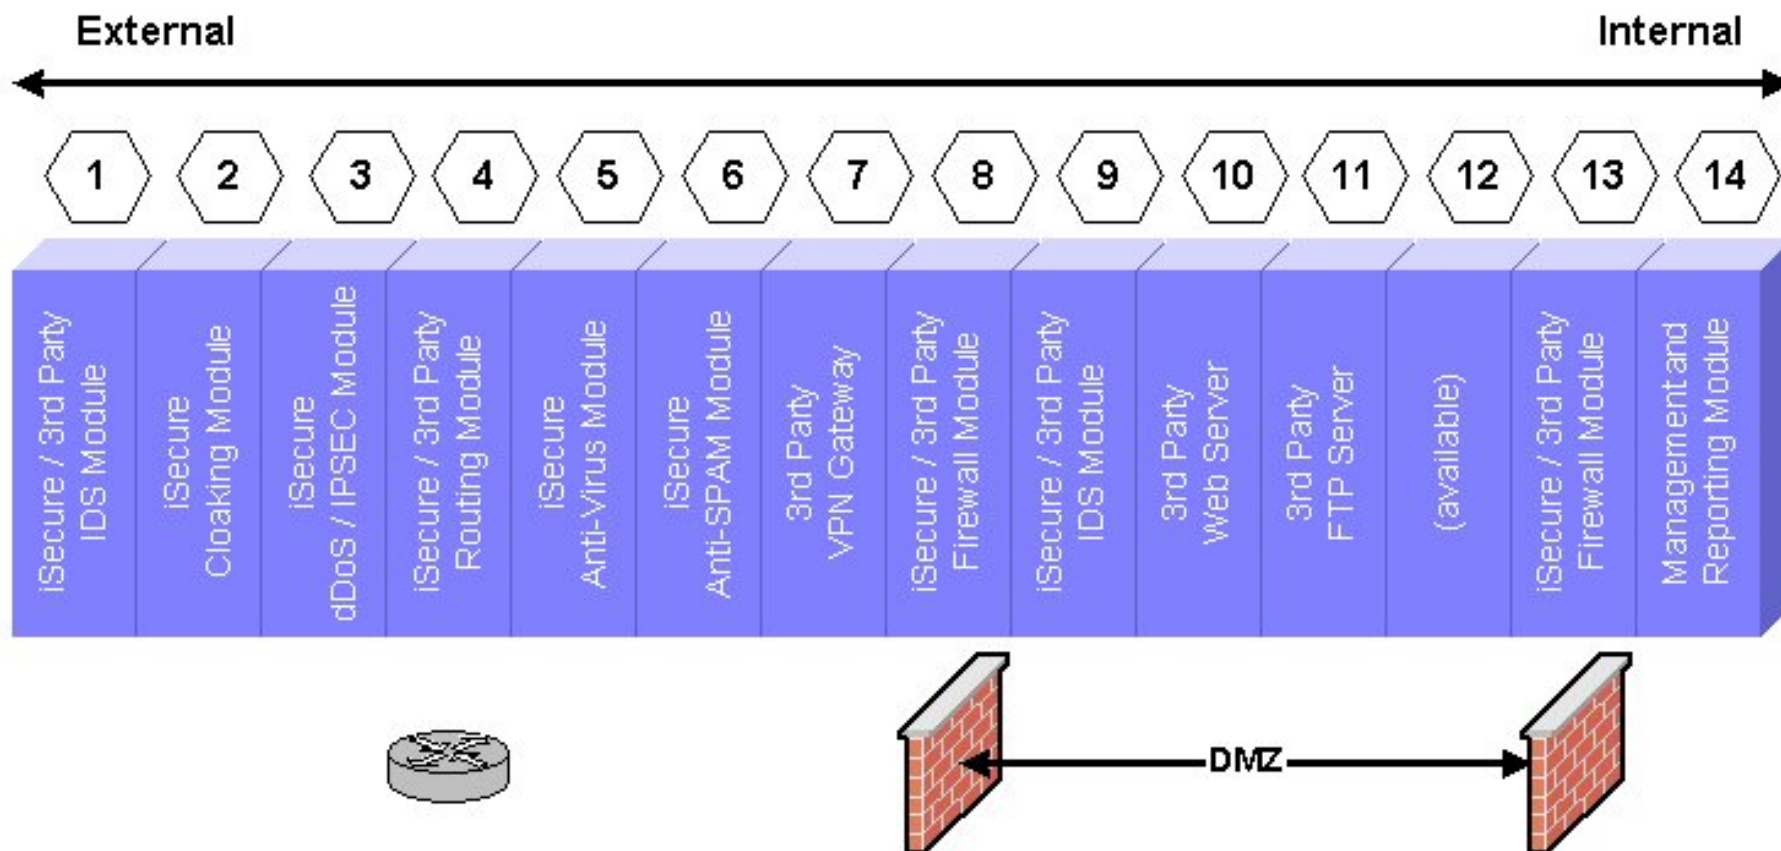 External
Internal
1
2
3
4
5
6
7
8
9
10
11
12
13
14
iSecure / 3rd Party
IDS Module
iSecure
Cloaking Module
iSecure
dDoS / IPSEC Module
iSecure / 3rd Party
Routing Module
iSecure
Anti-Virus Module
iSecure
Anti-SPAM Module
3rd Party
VPN Gateway
iSecure / 3rd Party
Firewall Module
iSecure / 3rd Party
IDS Module
3rd Party
Web Server
3rd Party
FTP Server
(available)
iSecure / 3rd Party
Firewall Module
Management and
Reporting Module
DMZ